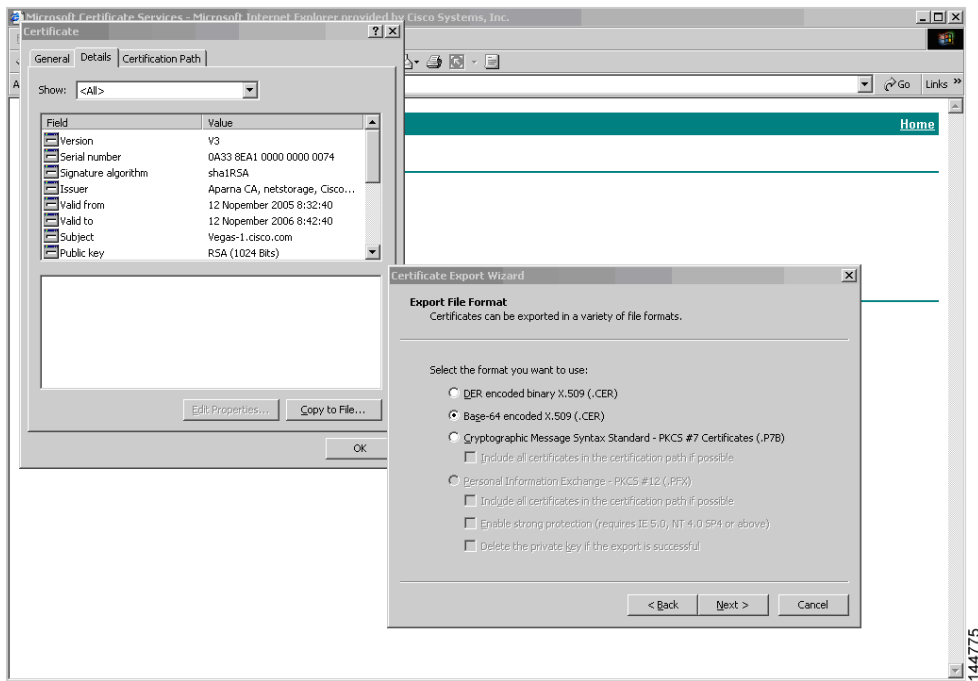 Microsoft Certificate Services - Microsoft Internet Explorer provided by Cisco Systems, Inc.
Certificate
General Details Certification Path
Show: <All>
Field Value
Version V3
Serial number 0A33 8EA1 0000 0000 0074
Signature algorithm sha1RSA
Issuer Aparna CA, netstorage, Cisco...
Valid from 12 Nopember 2005 8:32:40
Valid to 12 Nopember 2006 8:42:40
Subject Vegas-1.cisco.com
Public key RSA (1024 Bits)
Edit Properties... Copy to File...
OK
Go Links »
Home
Certificate Export Wizard
Export File Format
Certificates can be exported in a variety of file formats.
Select the format you want to use:
DER encoded binary X.509 (.CER)
Base-64 encoded X.509 (.CER)
Cryptographic Message Syntax Standard - PKCS #7 Certificates (.P7B)
Include all certificates in the certification path if possible
Personal Information Exchange - PKCS #12 (.PFX)
Include all certificates in the certification path if possible
Enable strong protection (requires IE 5.0, NT 4.0 SP4 or above)
Delete the private key if the export is successful
< Back Next > Cancel
144775